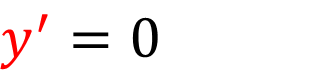 y′ = 0